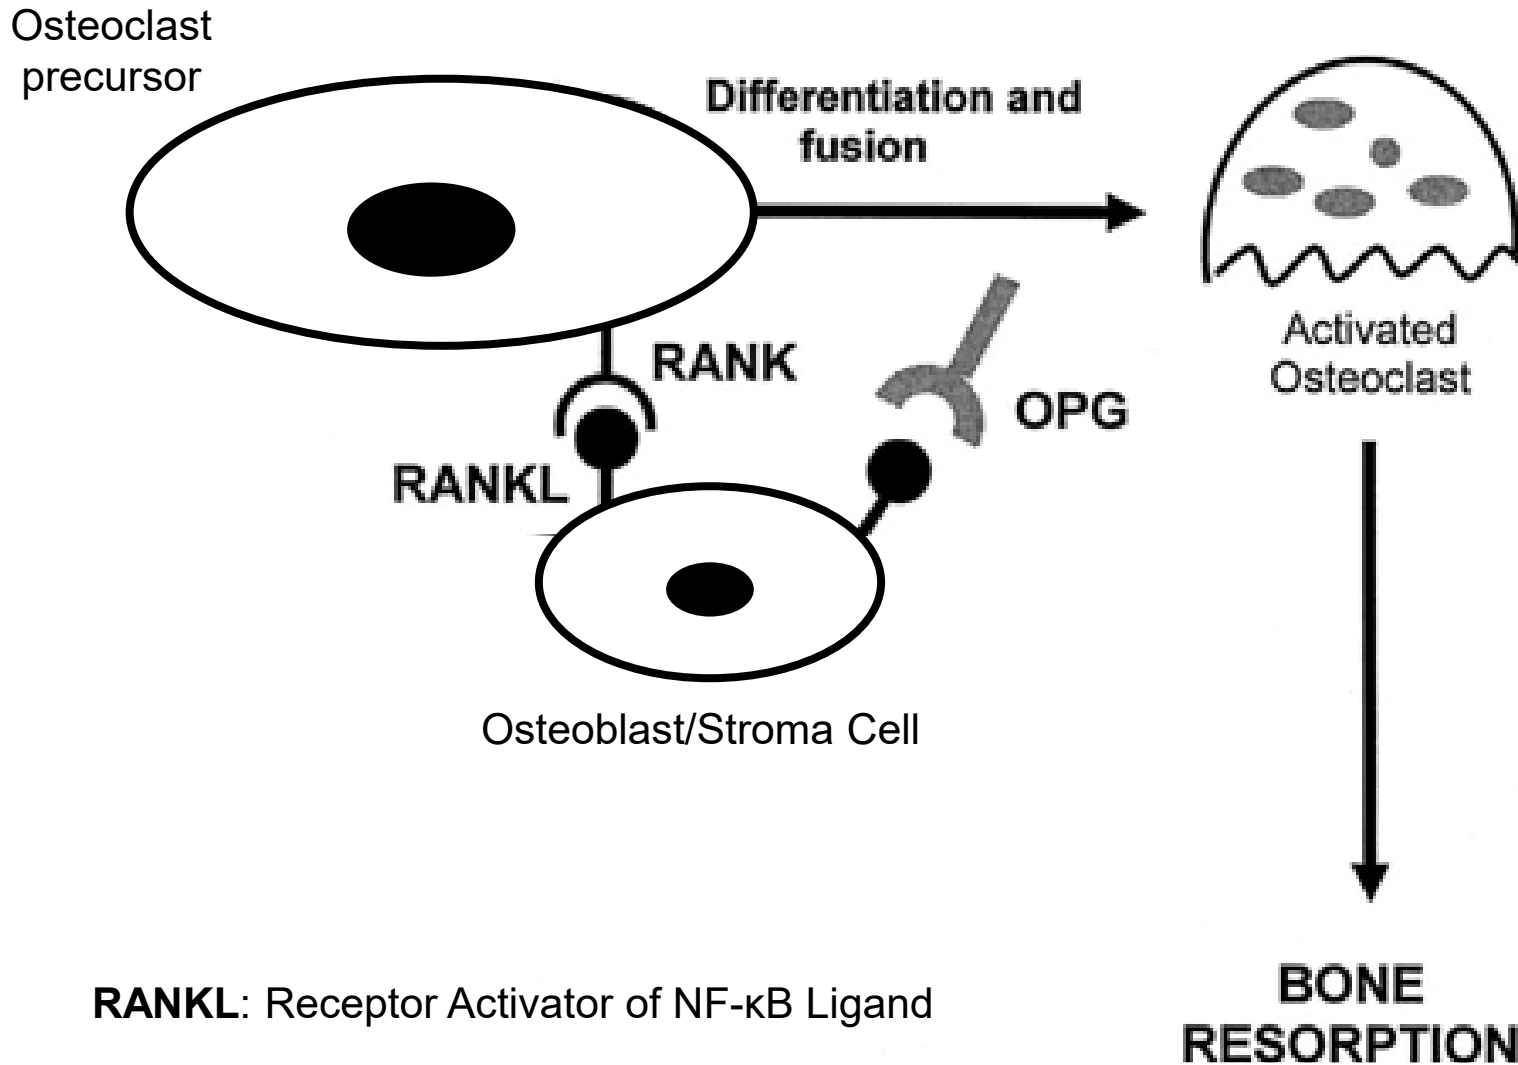 Osteoclast
precursor
Differentiation and
fusion
RANK
OPG
Activated
Osteoclast
RANKL
Osteoblast/Stroma Cell
RANKL: Receptor Activator of NF-κB Ligand
BONE
RESORPTION